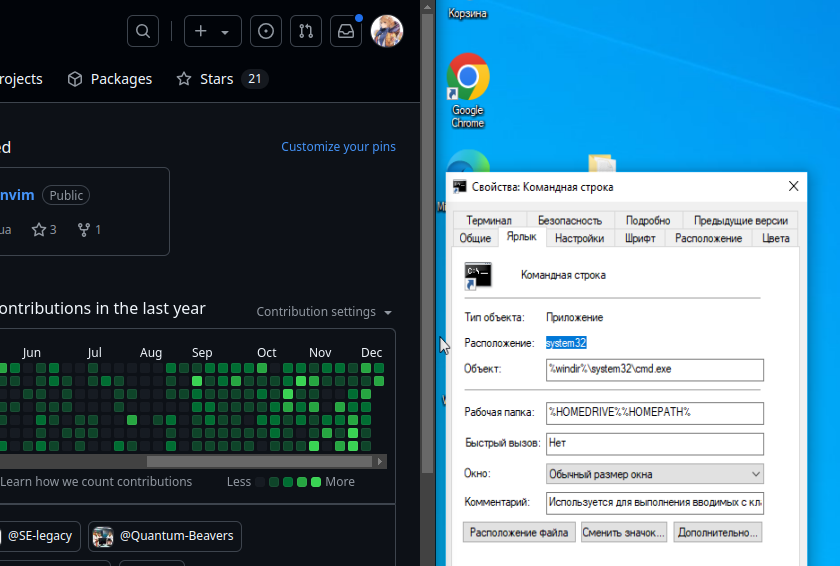 rojects
Packages
Stars 21
ed
Customize your pins
nvim Public
ua 3 1
ontributions in the last year
Contribution settings
Jun Jul Aug Sep Oct Nov Dec
Learn how we count contributions
Less More
@SE-legacy
@Quantum-Beavers
Корзина
Google
Chrome
Свойства: Командная строка
Терминал Безопасность Подробно Предыдущие версии
Общие Ярлык Настройки Шрифт Расположение Цвета
C:\
Командная строка
Тип объекта: Приложение
Расположение: system32
Объект: %windir%\system32\cmd.exe
Рабочая папка: %HOMEDRIVE%%HOMEPATH%
Быстрый вызов: Нет
Окно: Обычный размер окна
Комментарий: Используется для выполнения вводимых с кла
Расположение файла Сменить значок... Дополнительно...